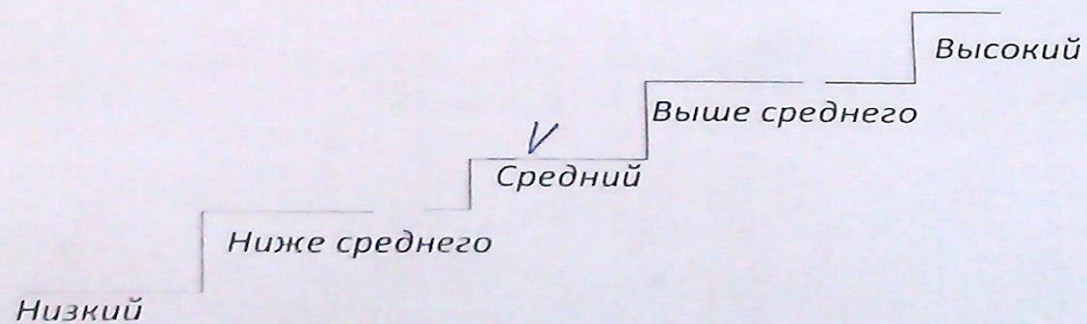 Высокий
Выше среднего
V
Средний
Ниже среднего
Низкий